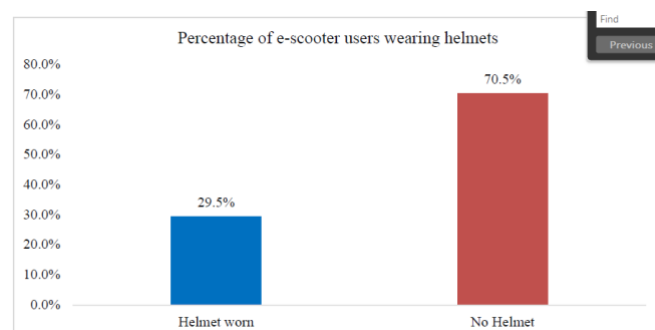 Find
Previous
Percentage of e-scooter users wearing helmets
80.0%
70.0%
60.0%
50.0%
40.0%
30.0%
20.0%
10.0%
0.0%
29.5%
70.5%
Helmet worn
No Helmet